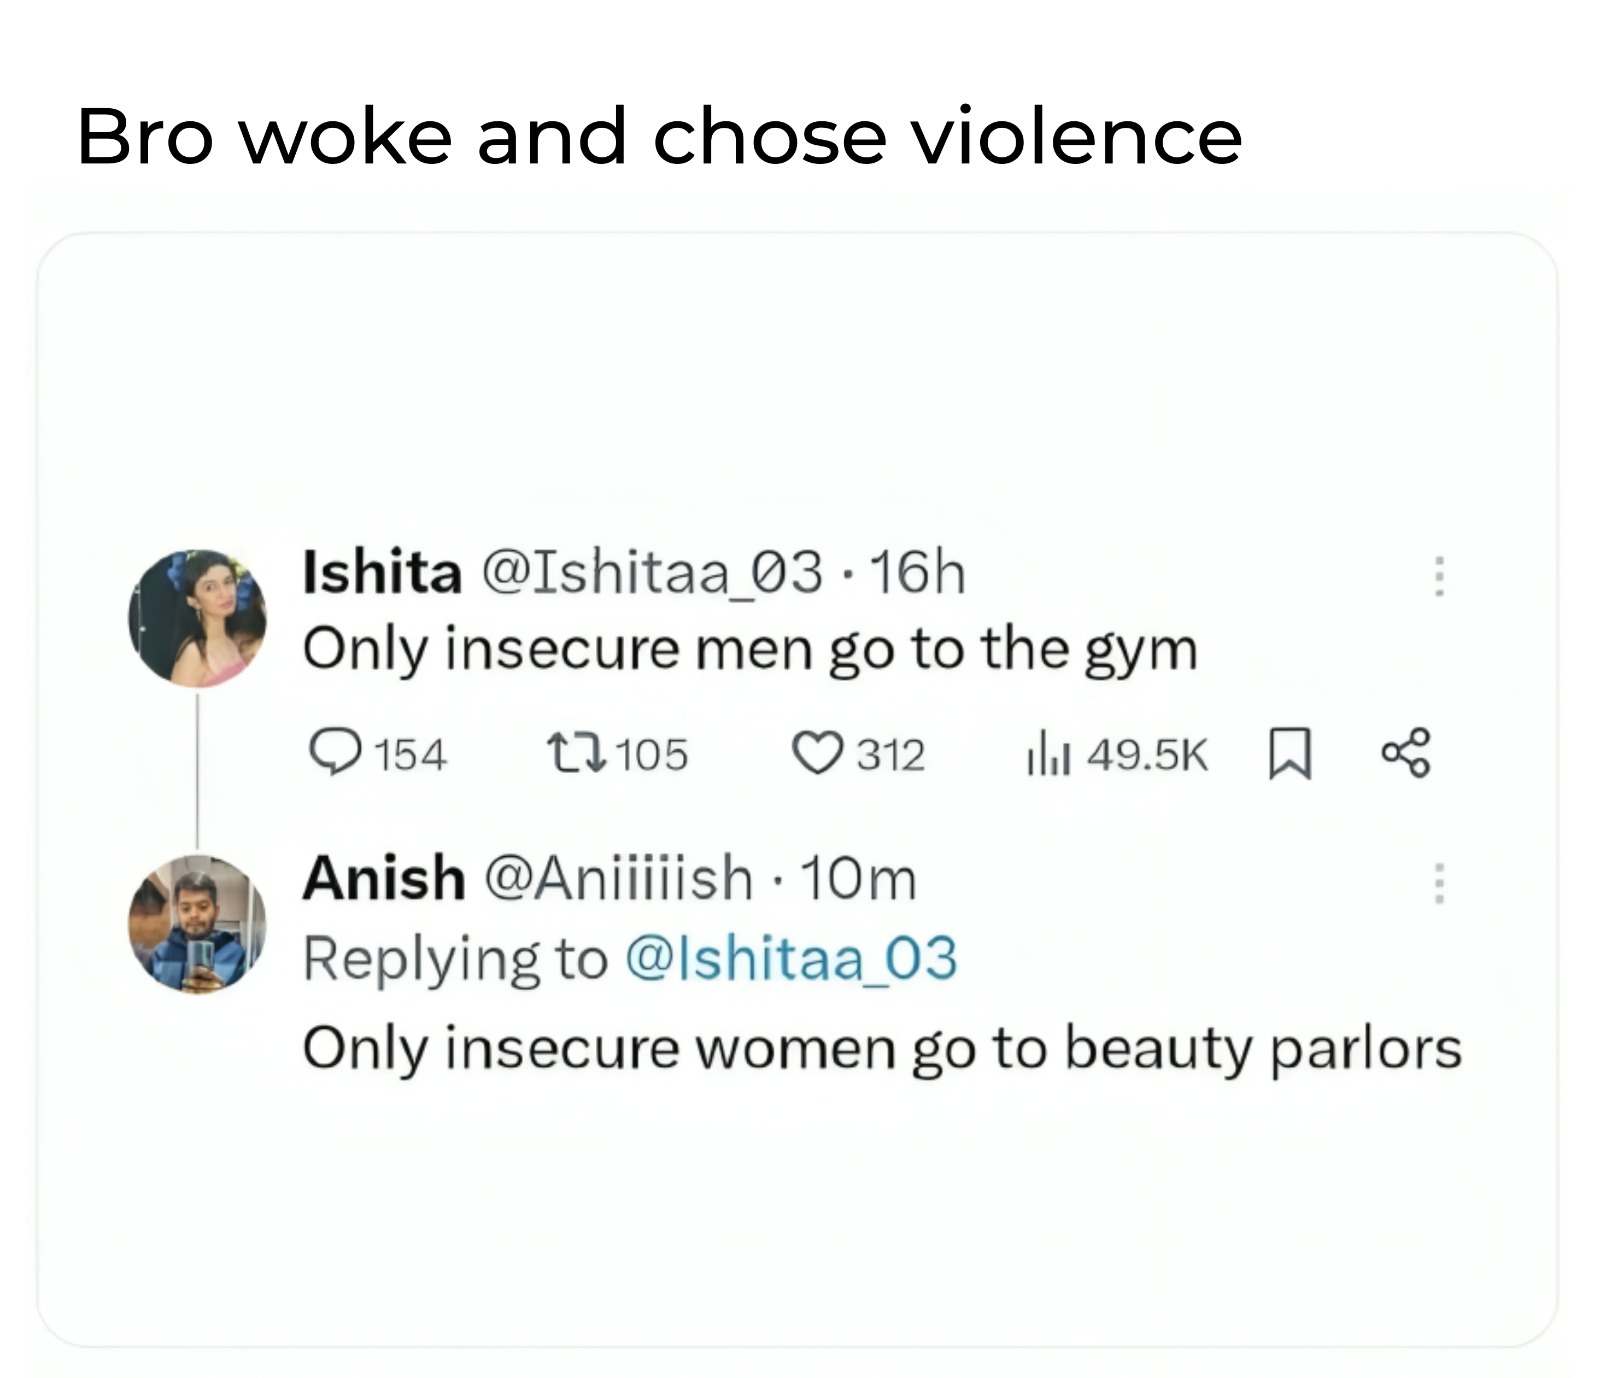 Bro woke and chose violence
Ishita @Ishitaa_03 · 16h
Only insecure men go to the gym
154 105 312 49.5K
Anish @Aniiiiiish · 10m
Replying to @Ishitaa_03
Only insecure women go to beauty parlors